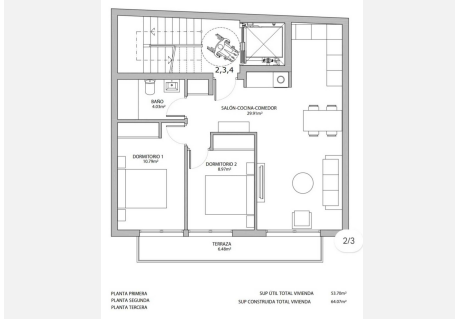 2,3,4
BAÑO
4.03m²
SALÓN-COCINA-COMEDOR
29.91m²
DORMITORIO 1
10.79m²
DORMITORIO 2
8.97m²
2/3
TERRAZA
6.48m²
PLANTA PRIMERA
PLANTA SEGUNDA
PLANTA TERCERA
SUP ÚTIL TOTAL VIVIENDA 53.70m²
SUP CONSTRUIDA TOTAL VIVIENDA 64.07m²